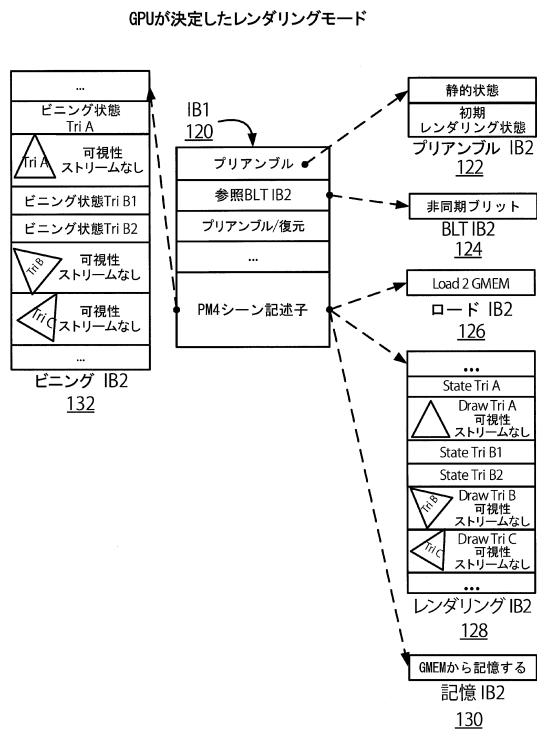 GPUが決定したレンダリングモード
...
ビニング状態
Tri A
Tri A
可視性
ストリームなし
ビニング状態Tri B1
ビニング状態Tri B2
Tri B
可視性
ストリームなし
Tri C
可視性
ストリームなし
...
ビニング IB2
132
IB1
120
プリアンブル
参照BLT IB2
プリアンブル/復元
...
PM4シーン記述子
静的状態
初期
レンダリング状態
プリアンブル IB2
122
非同期ブリット
BLT IB2
124
Load 2 GMEM
ロード IB2
126
...
State Tri A
Draw Tri A
可視性
ストリームなし
State Tri B1
State Tri B2
Tri B
Draw Tri B
可視性
ストリームなし
Tri C
Draw Tri C
可視性
ストリームなし
...
レンダリング IB2
128
GMEMから記憶する
記憶 IB2
130